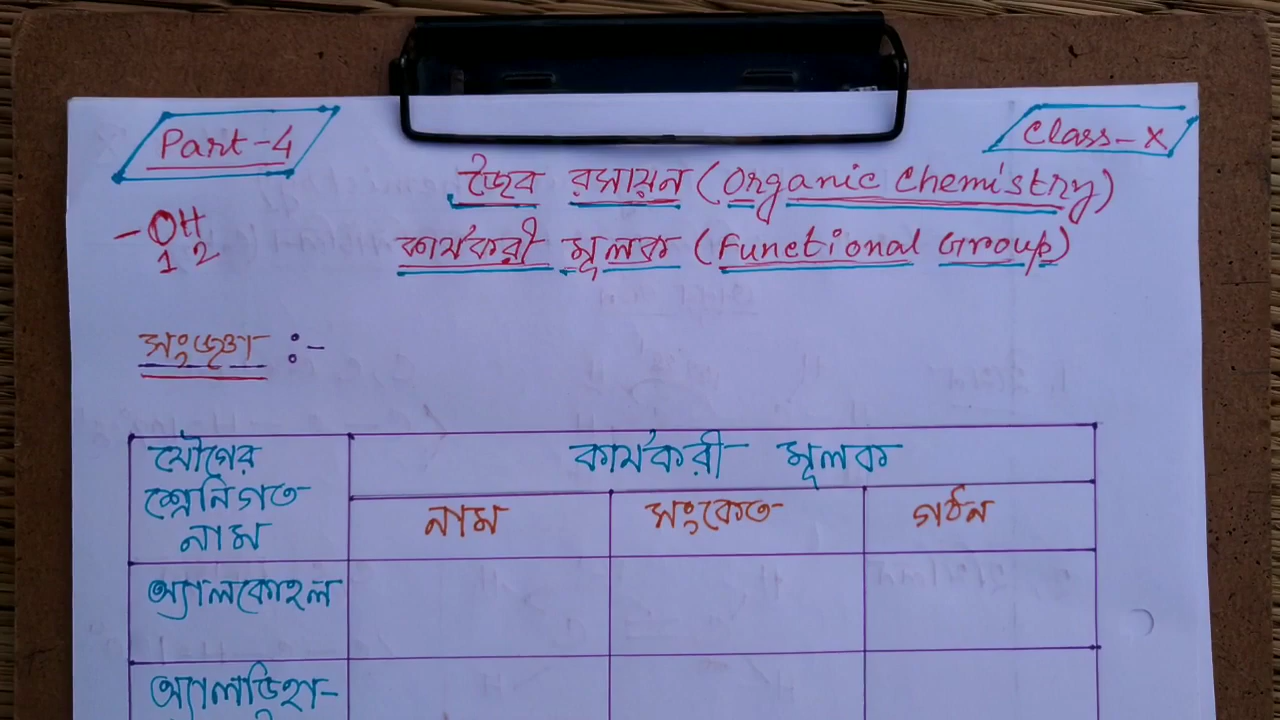 Part-4
Class-X
জৈব রসায়ন (Organic Chemistry)
-OH
1 2
কার্যকরী মূলক (Functional Group)
সংজ্ঞা :-
যৌগের
শ্রেনিগত
নাম
কার্যকরী মূলক
নাম
সংকেত
গঠন
অ্যালকোহল
অ্যালডিহা-